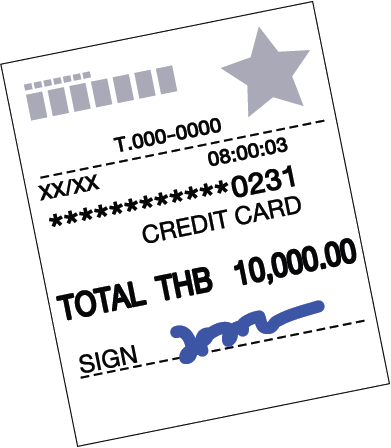 T.000-0000
08:00:03
XX/XX
************0231
CREDIT CARD
TOTAL THB 10,000.00
SIGN